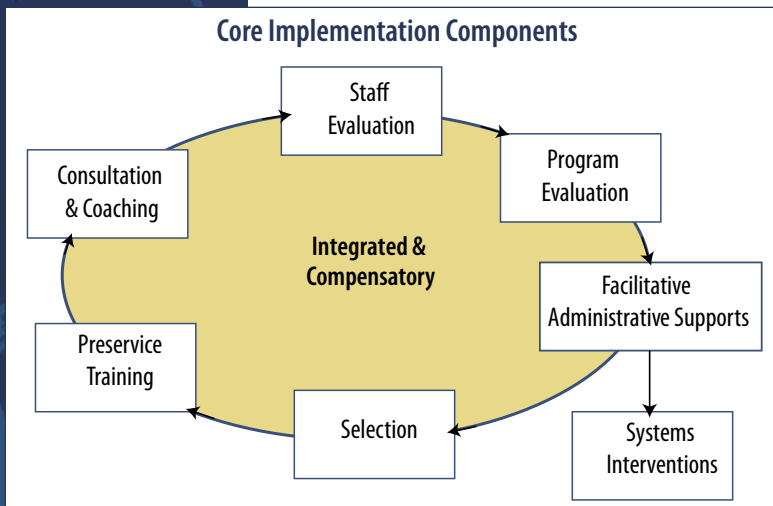 Core Implementation Components
Staff
Evaluation
Program
Evaluation
Consultation
& Coaching
Integrated &
Compensatory
Facilitative
Administrative Supports
Preservice
Training
Selection
Systems
Interventions